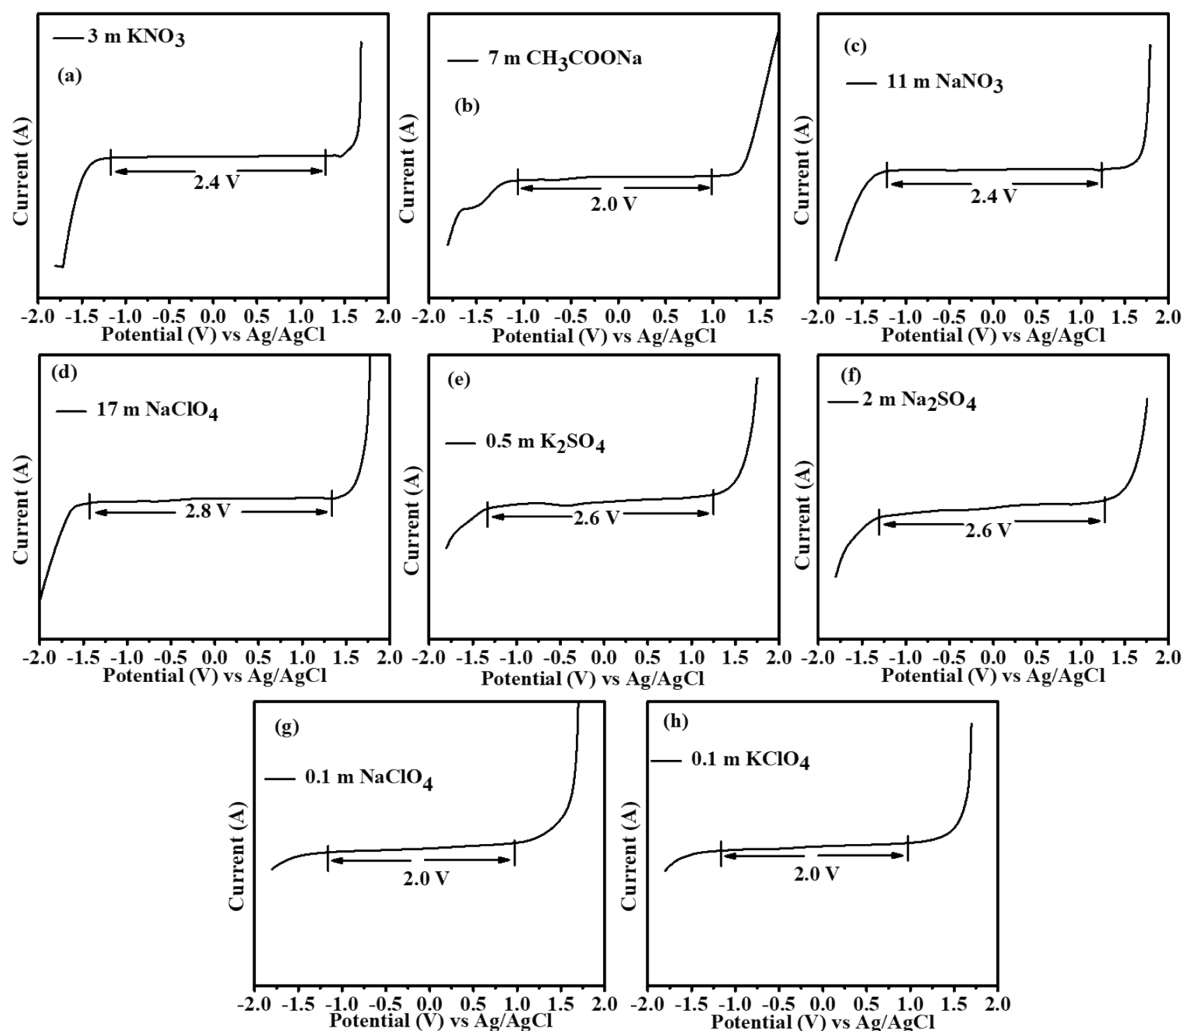 3 m KNO3
(a)
2.4 V
Current (A)
-2.0 -1.5 -1.0 -0.5 0.0 0.5 1.0 1.5 2.0
Potential (V) vs Ag/AgCl
7 m CH3COONa
(b)
2.0 V
Current (A)
-2.0 -1.5 -1.0 -0.5 0.0 0.5 1.0 1.5
Potential (V) vs Ag/AgCl
(c)
11 m NaNO3
2.4 V
Current (A)
-2.0 -1.5 -1.0 -0.5 0.0 0.5 1.0 1.5 2.0
Potential (V) vs Ag/AgCl
(d)
17 m NaClO4
2.8 V
Current (A)
-2.0 -1.5 -1.0 -0.5 0.0 0.5 1.0 1.5 2.0
Potential (V) vs Ag/AgCl
(e)
0.5 m K2SO4
2.6 V
Current (A)
-2.0 -1.5 -1.0 -0.5 0.0 0.5 1.0 1.5 2.0
Potential (V) vs Ag/AgCl
(f)
2 m Na2SO4
2.6 V
Current (A)
-2.0 -1.5 -1.0 -0.5 0.0 0.5 1.0 1.5 2.0
Potential (V) vs Ag/AgCl
(g)
0.1 m NaClO4
2.0 V
Current (A)
-2.0 -1.5 -1.0 -0.5 0.0 0.5 1.0 1.5 2.0
Potential (V) vs Ag/AgCl
(h)
0.1 m KClO4
2.0 V
Current (A)
-2.0 -1.5 -1.0 -0.5 0.0 0.5 1.0 1.5 2.0
Potential (V) vs Ag/AgCl